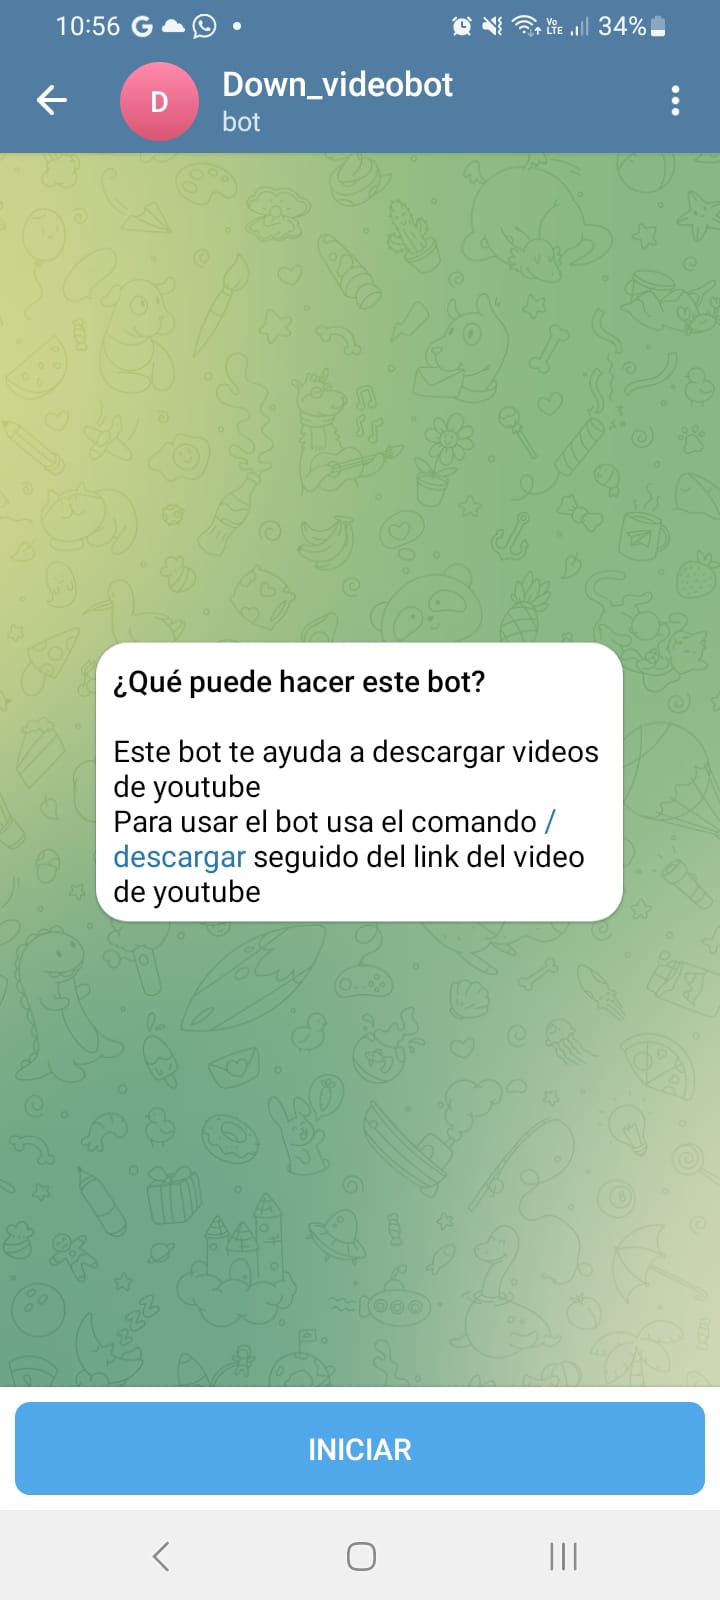 10:56
Vo
LTE
34%
D
Down_videobot
bot
¿Qué puede hacer este bot?
Este bot te ayuda a descargar videos
de youtube
Para usar el bot usa el comando /
descargar seguido del link del video
de youtube
INICIAR